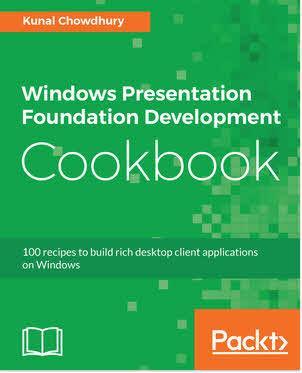 Kunal Chowdhury
Windows Presentation
Foundation Development
Cookbook
100 recipes to build rich desktop client applications
on Windows
Packt>